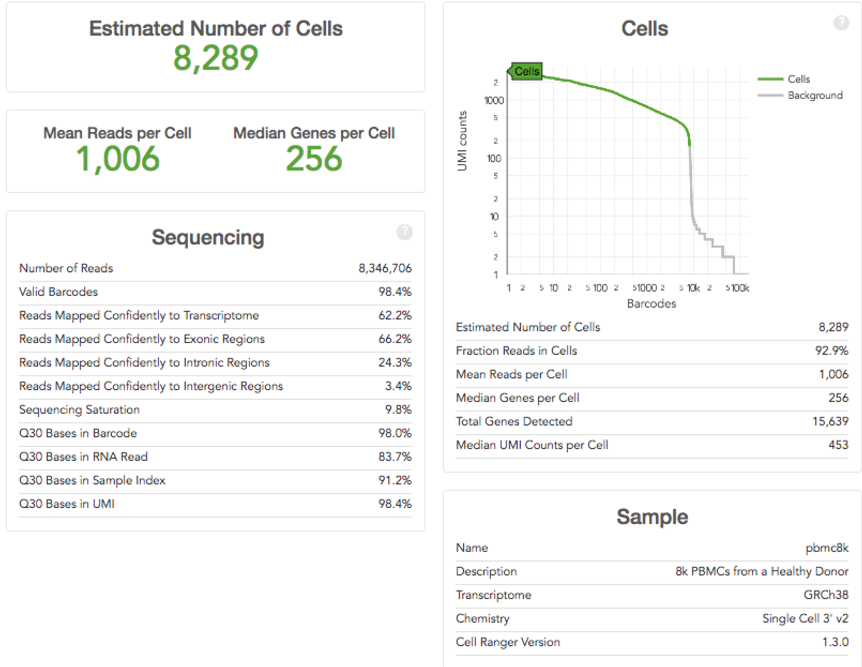 Estimated Number of Cells
8,289
Mean Reads per Cell Median Genes per Cell
1,006 256
Sequencing
?
Number of Reads 8,346,706
Valid Barcodes 98.4%
Reads Mapped Confidently to Transcriptome 62.2%
Reads Mapped Confidently to Exonic Regions 66.2%
Reads Mapped Confidently to Intronic Regions 24.3%
Reads Mapped Confidently to Intergenic Regions 3.4%
Sequencing Saturation 9.8%
Q30 Bases in Barcode 98.0%
Q30 Bases in RNA Read 83.7%
Q30 Bases in Sample Index 91.2%
Q30 Bases in UMI 98.4%
Cells
?
Cells
Cells
Background
UMI counts
2
1000
5
2
100
5
2
10
5
2
1
1 2 5 10 2 5 100 2 5 1000 2 5 10k 2 5 100k
Barcodes
Estimated Number of Cells 8,289
Fraction Reads in Cells 92.9%
Mean Reads per Cell 1,006
Median Genes per Cell 256
Total Genes Detected 15,639
Median UMI Counts per Cell 453
Sample
Name pbmc8k
Description 8k PBMCs from a Healthy Donor
Transcriptome GRCh38
Chemistry Single Cell 3' v2
Cell Ranger Version 1.3.0